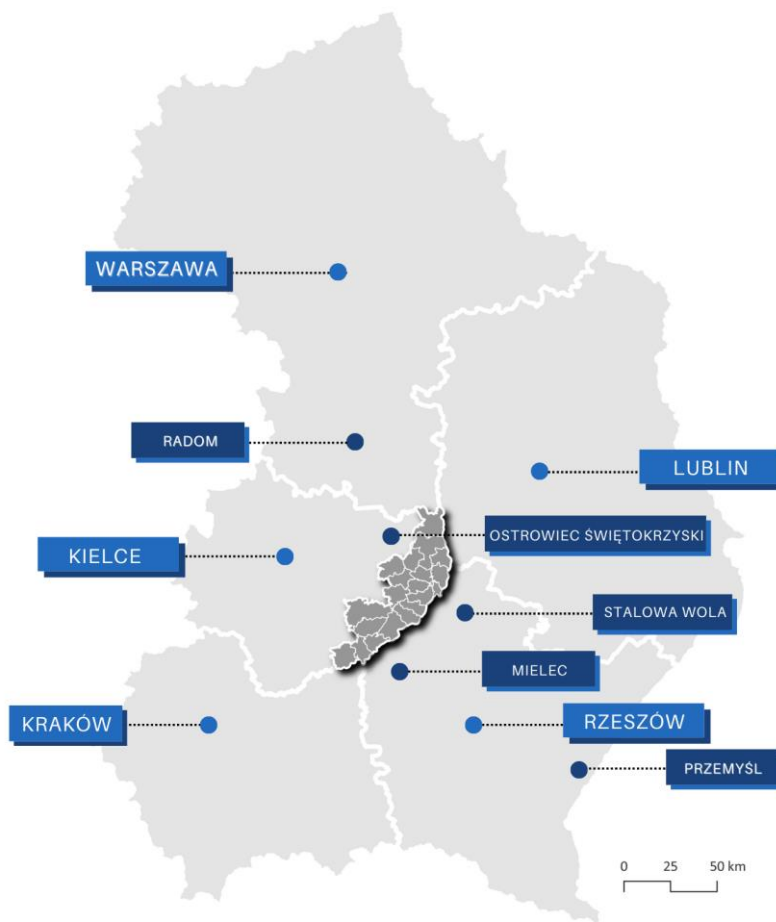 WARSZAWA
RADOM
LUBLIN
OSTROWIEC ŚWIĘTOKRZYSKI
KIELCE
STALOWA WOLA
MIELEC
KRAKÓW
RZESZÓW
PRZEMYŚL
0 25 50 km